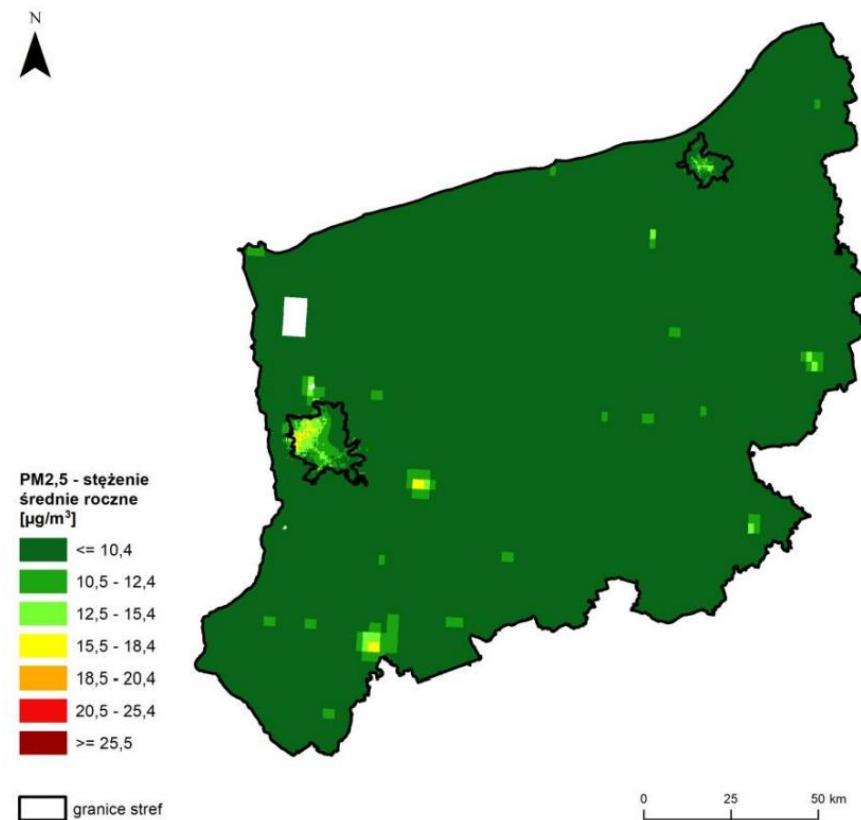 N
PM2,5 - stężenie
średnie roczne
[µg/m³]
<= 10,4
10,5 - 12,4
12,5 - 15,4
15,5 - 18,4
18,5 - 20,4
20,5 - 25,4
>= 25,5
granice stref
0 25 50 km